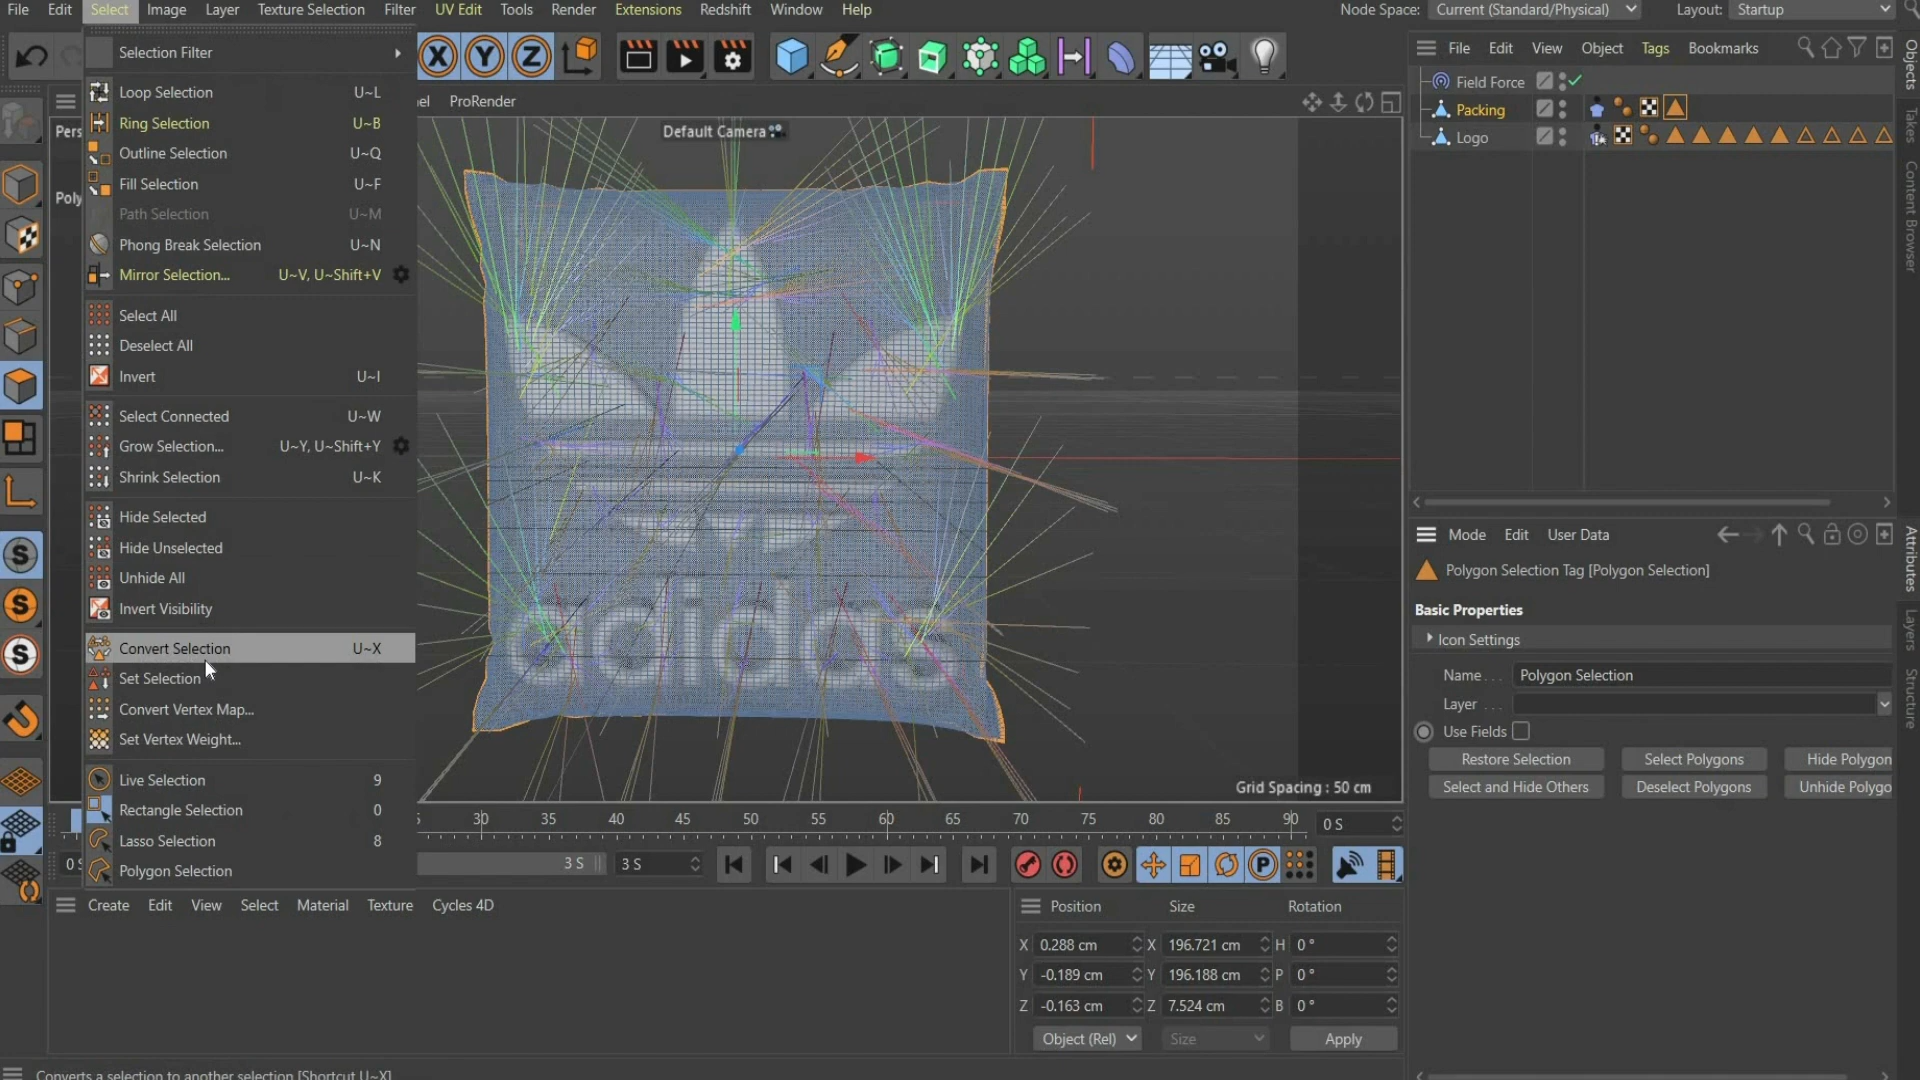 File Edit Select Image Layer Texture Selection Filter UV Edit Tools Render Extensions Redshift Window Help Node Space: Current (Standard/Physical) Layout: Startup
Selection Filter
Loop Selection U~L
Ring Selection U~B
Outline Selection U~Q
Fill Selection U~F
Path Selection U~M
Phong Break Selection U~N
Mirror Selection... U~V, U~Shift+V
Select All
Deselect All
Invert U~I
Select Connected U~W
Grow Selection... U~Y, U~Shift+Y
Shrink Selection U~K
Hide Selected
Hide Unselected
Unhide All
Invert Visibility
Convert Selection U~X
Set Selection
Convert Vertex Map...
Set Vertex Weight...
Live Selection 9
Rectangle Selection 0
Lasso Selection 8
Polygon Selection
X Y Z
S
S
S
el ProRender
Pers
Poly
Default Camera
adidas
Grid Spacing : 50 cm
30 35 40 45 50 55 60 65 70 75 80 85 90 0 S
0 S 3 S 3 S
P
Create Edit View Select Material Texture Cycles 4D
Position Size Rotation
X 0.288 cm X 196.721 cm H 0 °
Y -0.189 cm Y 196.188 cm P 0 °
Z -0.163 cm Z 7.524 cm B 0 °
Object (Rel) Size Apply
Converts a selection to another selection [Shortcut U~X]
File Edit View Object Tags Bookmarks
Field Force
Packing
Logo
Objects
Takes
Content Browser
Mode Edit User Data
Polygon Selection Tag [Polygon Selection]
Basic Properties
Icon Settings
Name . . . Polygon Selection
Layer . . .
Use Fields
Restore Selection Select Polygons Hide Polygon
Select and Hide Others Deselect Polygons Unhide Polygo
Attributes
Layers
Structure